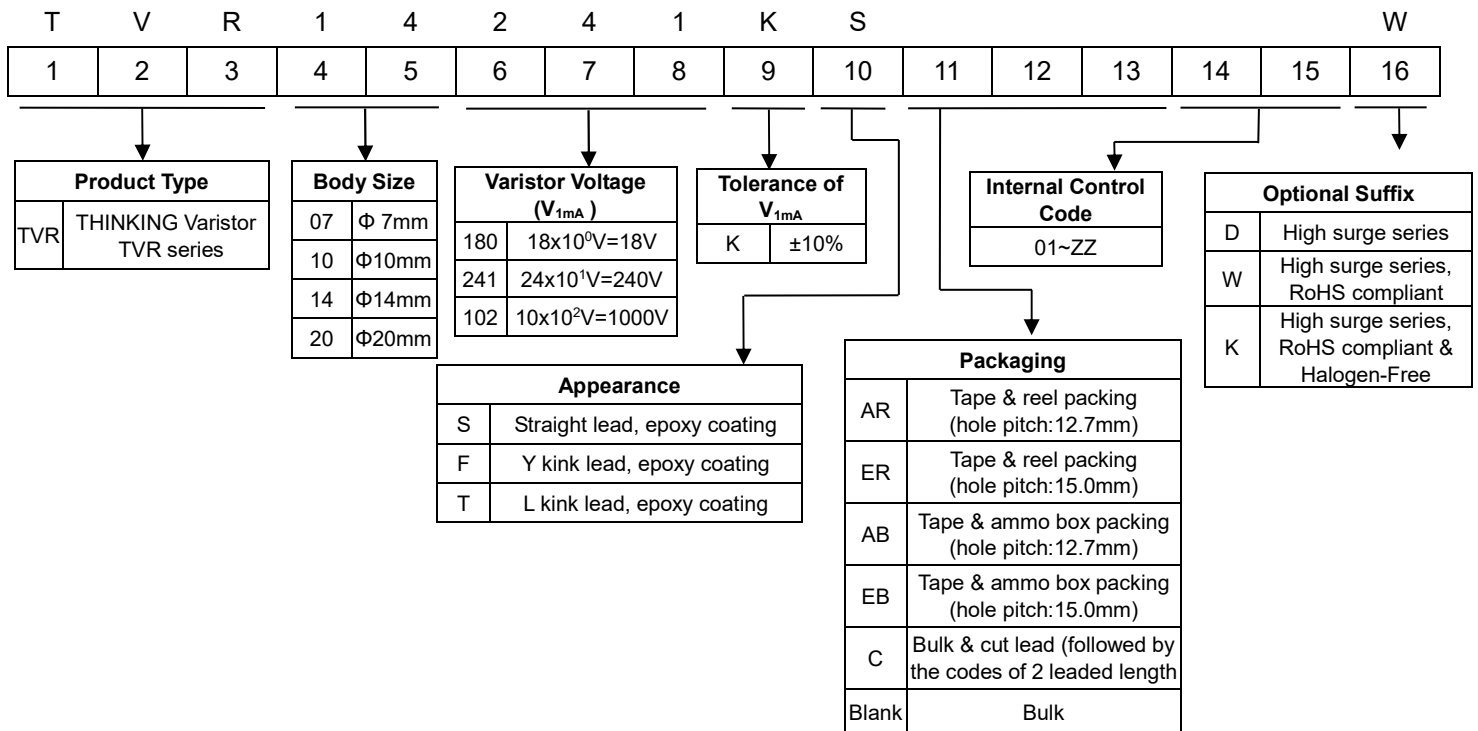 T V R 1 4 2 4 1 K S W
1 2 3 4 5 6 7 8 9 10 11 12 13 14 15 16
Product Type
TVR THINKING Varistor
TVR series
Body Size
07 Φ 7mm
10 Φ10mm
14 Φ14mm
20 Φ20mm
Varistor Voltage
(V1mA )
180 18x10⁰V=18V
241 24x10¹V=240V
102 10x10²V=1000V
Tolerance of
V1mA
K ±10%
Internal Control
Code
01~ZZ
Optional Suffix
D High surge series
W High surge series,
RoHS compliant
K High surge series,
RoHS compliant &
Halogen-Free
Appearance
S Straight lead, epoxy coating
F Y kink lead, epoxy coating
T L kink lead, epoxy coating
Packaging
AR Tape & reel packing
(hole pitch:12.7mm)
ER Tape & reel packing
(hole pitch:15.0mm)
AB Tape & ammo box packing
(hole pitch:12.7mm)
EB Tape & ammo box packing
(hole pitch:15.0mm)
C Bulk & cut lead (followed by
the codes of 2 leaded length
Blank Bulk